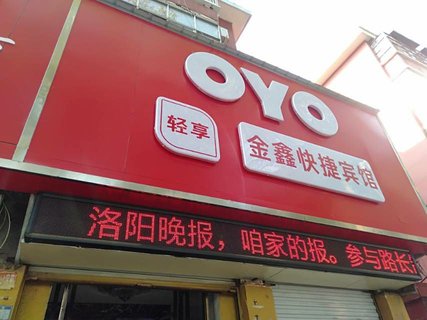 OYO
轻享
金鑫快捷宾馆
洛阳晚报，咱家的报。参与路长